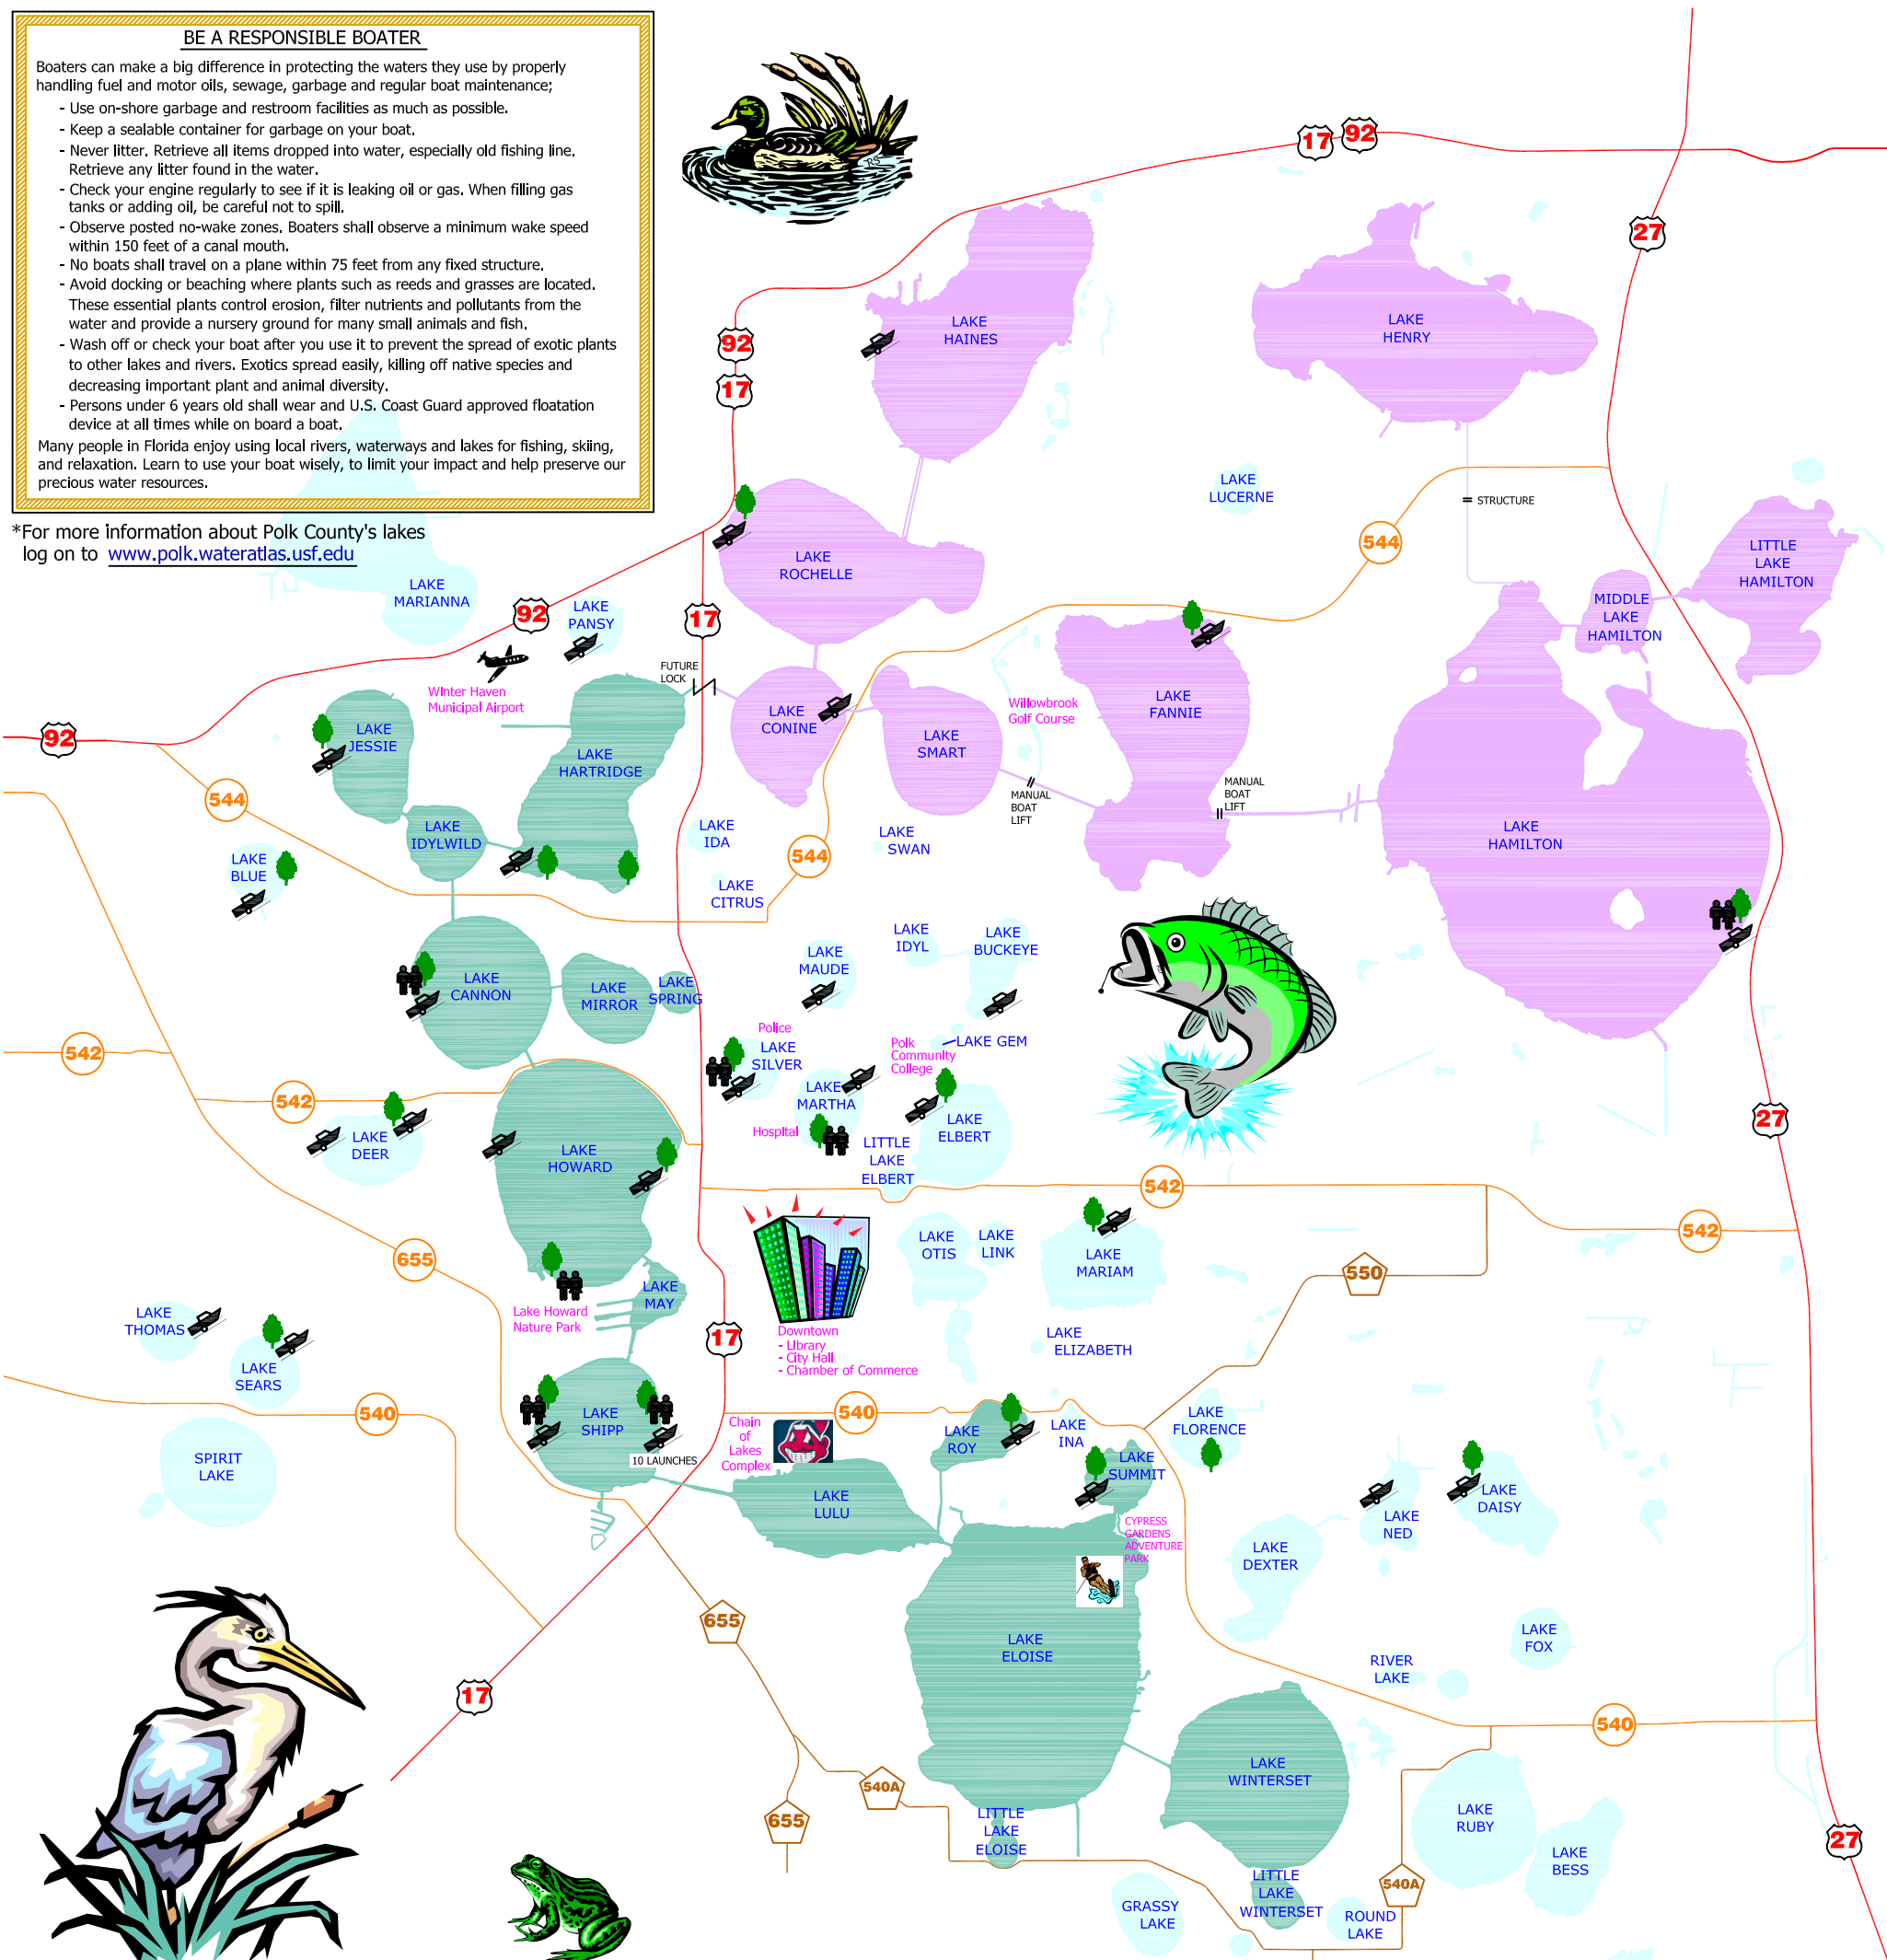 BE A RESPONSIBLE BOATER
Boaters can make a big difference in protecting the waters they use by properly
handling fuel and motor oils, sewage, garbage and regular boat maintenance;
- Use on-shore garbage and restroom facilities as much as possible.
- Keep a sealable container for garbage on your boat.
- Never litter. Retrieve all items dropped into water, especially old fishing line.
Retrieve any litter found in the water.
- Check your engine regularly to see if it is leaking oil or gas. When filling gas
tanks or adding oil, be careful not to spill.
- Observe posted no-wake zones. Boaters shall observe a minimum wake speed
within 150 feet of a canal mouth.
- No boats shall travel on a plane within 75 feet from any fixed structure.
- Avoid docking or beaching where plants such as reeds and grasses are located.
These essential plants control erosion, filter nutrients and pollutants from the
water and provide a nursery ground for many small animals and fish.
- Wash off or check your boat after you use it to prevent the spread of exotic plants
to other lakes and rivers. Exotics spread easily, killing off native species and
decreasing important plant and animal diversity.
- Persons under 6 years old shall wear and U.S. Coast Guard approved floatation
device at all times while on board a boat.
Many people in Florida enjoy using local rivers, waterways and lakes for fishing, skiing,
and relaxation. Learn to use your boat wisely, to limit your impact and help preserve our
precious water resources.
*For more information about Polk County's lakes
log on to www.polk.wateratlas.usf.edu
RS
17
92
27
92
17
LAKE
HAINES
LAKE
HENRY
LAKE
LUCERNE
= STRUCTURE
544
LAKE
ROCHELLE
LITTLE
LAKE
HAMILTON
MIDDLE
LAKE
HAMILTON
LAKE
MARIANNA
92
LAKE
PANSY
17
FUTURE
LOCK
Winter Haven
Municipal Airport
92
LAKE
JESSIE
LAKE
HARTRIDGE
LAKE
CONINE
LAKE
SMART
Willowbrook
Golf Course
LAKE
FANNIE
MANUAL
BOAT
LIFT
MANUAL
BOAT
LIFT
544
LAKE
IDYLWILD
LAKE
IDA
LAKE
SWAN
544
LAKE
HAMILTON
LAKE
BLUE
LAKE
CITRUS
LAKE
CANNON
LAKE
MIRROR
LAKE
SPRING
LAKE
MAUDE
LAKE
IDYL
LAKE
BUCKEYE
542
Police
LAKE
SILVER
Polk
Community
College
LAKE GEM
542
LAKE
DEER
LAKE
MARTHA
Hospital
LAKE
ELBERT
LITTLE
LAKE
ELBERT
27
LAKE
HOWARD
542
542
655
LAKE
OTIS
LAKE
LINK
LAKE
MARIAM
550
LAKE
MAY
Lake Howard
Nature Park
LAKE
THOMAS
LAKE
SEARS
17
Downtown
- Library
- City Hall
- Chamber of Commerce
LAKE
ELIZABETH
540
LAKE
SHIPP
10 LAUNCHES
Chain
of
Lakes
Complex
540
LAKE
ROY
LAKE
INA
LAKE
FLORENCE
SPIRIT
LAKE
LAKE
SUMMIT
LAKE
LULU
LAKE
NED
LAKE
DAISY
CYPRESS
GARDENS
ADVENTURE
PARK
LAKE
DEXTER
655
LAKE
ELOISE
LAKE
FOX
RIVER
LAKE
17
540
540A
LAKE
WINTERSET
655
LITTLE
LAKE
ELOISE
LAKE
RUBY
27
LAKE
BESS
540A
LITTLE
LAKE
WINTERSET
GRASSY
LAKE
ROUND
LAKE